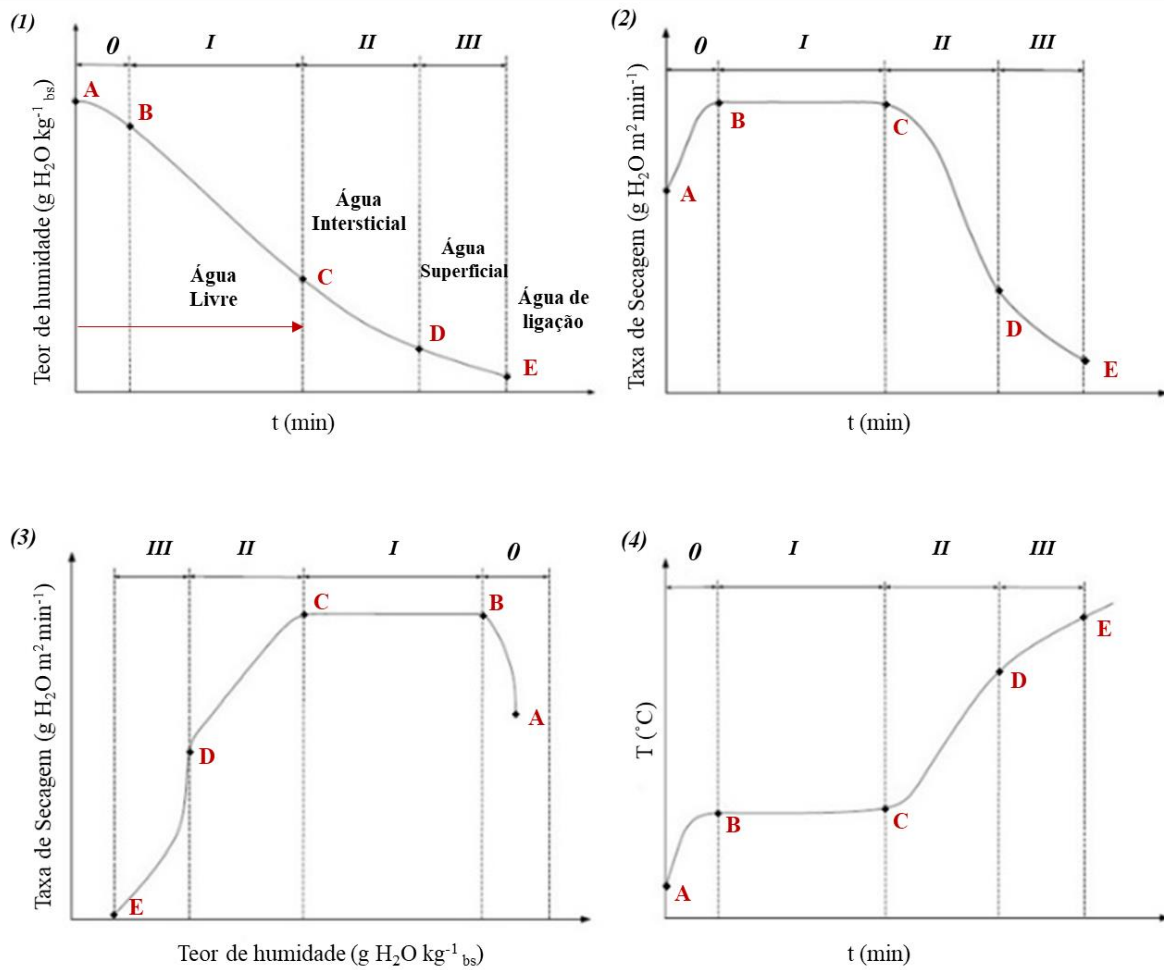 (1)
0 I II III
A
B
Água
Intersticial
Água
Superficial
Água
Livre
C
Água de
ligação
D
E
Teor de humidade (g H₂O kg⁻¹ bs)
t (min)
(2)
0 I II III
B
C
A
D
E
Taxa de Secagem (g H₂O m² min⁻¹)
t (min)
(3)
III II I 0
C
B
A
D
E
Taxa de Secagem (g H₂O m² min⁻¹)
Teor de humidade (g H₂O kg⁻¹ bs)
(4)
0 I II III
E
D
B
C
A
T (°C)
t (min)